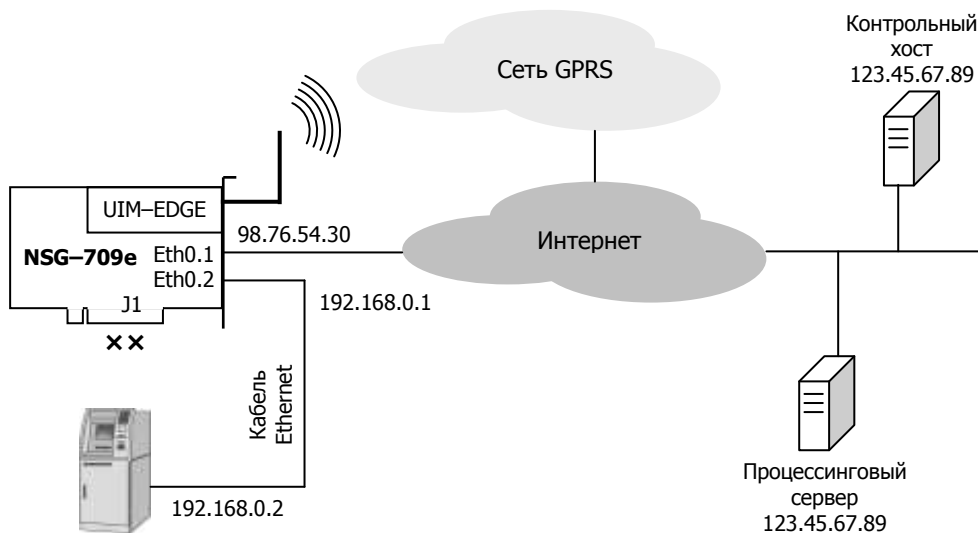 Контрольный
хост
123.45.67.89
Сеть GPRS
UIM–EDGE
NSG–709e
Eth0.1
Eth0.2
J1
98.76.54.30
192.168.0.1
Интернет
Кабель
Ethernet
192.168.0.2
Процессинговый
сервер
123.45.67.89